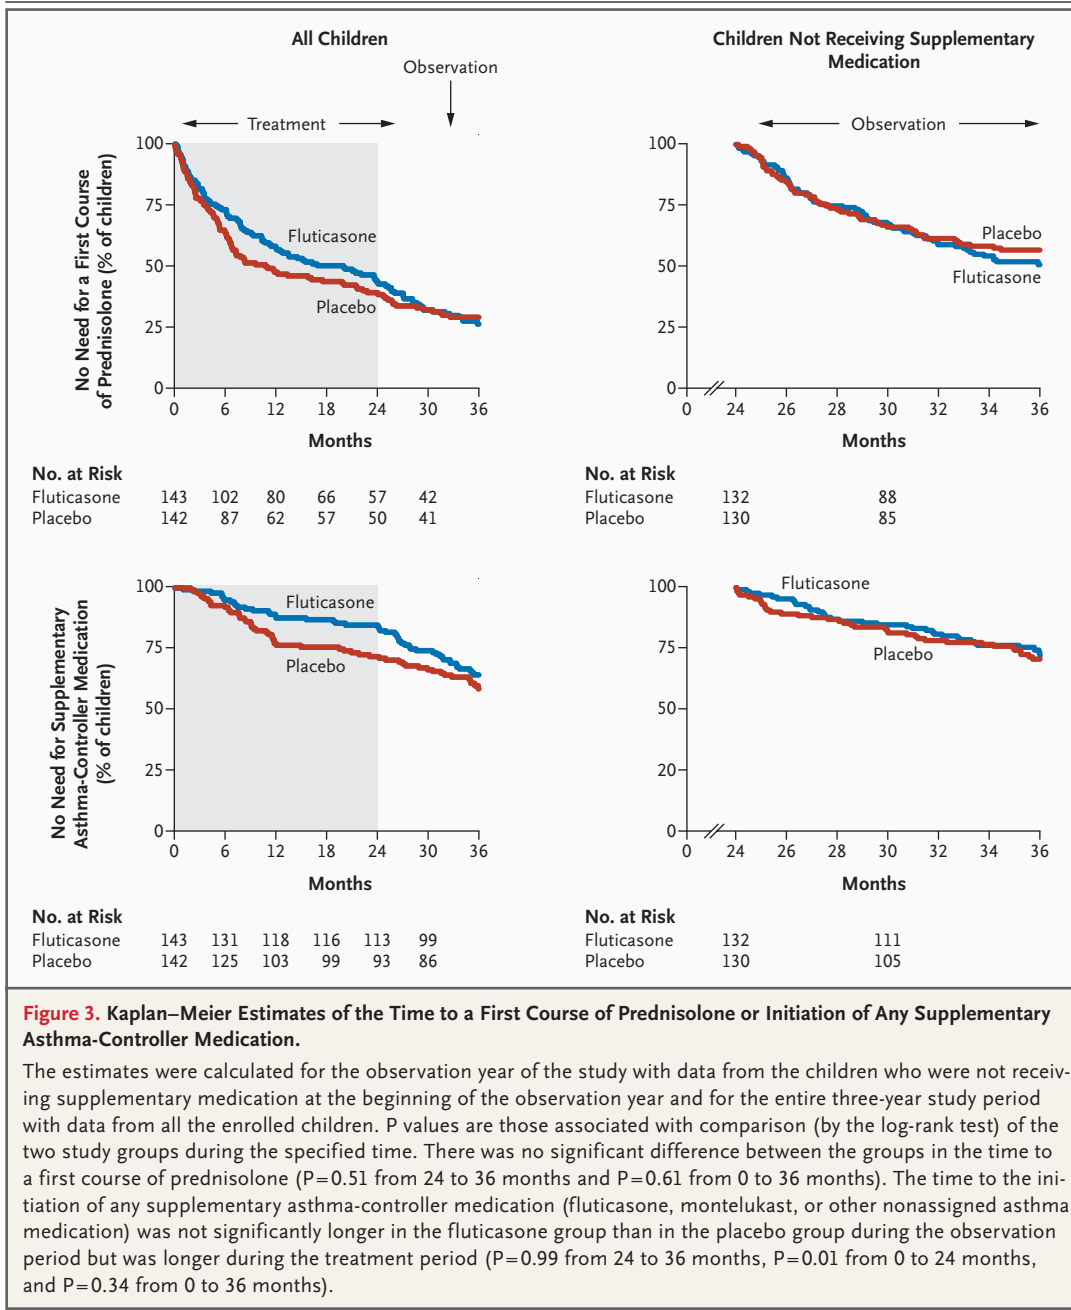 All Children
Observation
Treatment
No Need for a First Course
of Prednisolone (% of children)
100
75
50
25
0
Fluticasone
Placebo
0 6 12 18 24 30 36
Months
No. at Risk
Fluticasone 143 102 80 66 57 42
Placebo 142 87 62 57 50 41
Children Not Receiving Supplementary
Medication
Observation
100
75
50
25
0
Placebo
Fluticasone
0 24 26 28 30 32 34 36
Months
No. at Risk
Fluticasone 132 88
Placebo 130 85
No Need for Supplementary
Asthma-Controller Medication
(% of children)
100
75
50
25
0
Fluticasone
Placebo
0 6 12 18 24 30 36
Months
No. at Risk
Fluticasone 143 131 118 116 113 99
Placebo 142 125 103 99 93 86
100
75
50
20
0
Fluticasone
Placebo
0 24 26 28 30 32 34 36
Months
No. at Risk
Fluticasone 132 111
Placebo 130 105
Figure 3. Kaplan–Meier Estimates of the Time to a First Course of Prednisolone or Initiation of Any Supplementary
Asthma-Controller Medication.
The estimates were calculated for the observation year of the study with data from the children who were not receiv-
ing supplementary medication at the beginning of the observation year and for the entire three-year study period
with data from all the enrolled children. P values are those associated with comparison (by the log-rank test) of the
two study groups during the specified time. There was no significant difference between the groups in the time to
a first course of prednisolone (P=0.51 from 24 to 36 months and P=0.61 from 0 to 36 months). The time to the ini-
tiation of any supplementary asthma-controller medication (fluticasone, montelukast, or other nonassigned asthma
medication) was not significantly longer in the fluticasone group than in the placebo group during the observation
period but was longer during the treatment period (P=0.99 from 24 to 36 months, P=0.01 from 0 to 24 months,
and P=0.34 from 0 to 36 months).